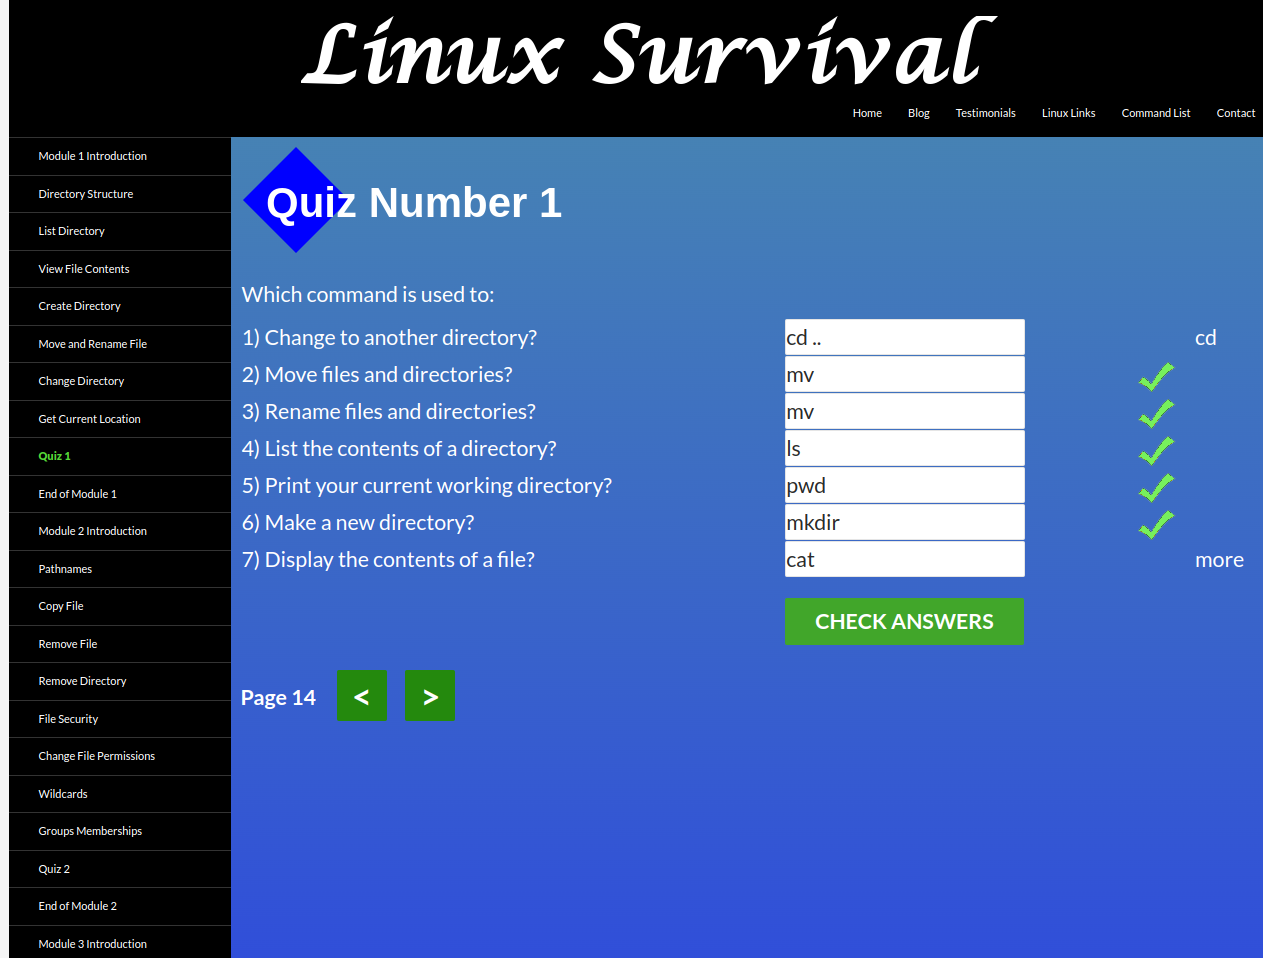 Linux Survival
Home Blog Testimonials Linux Links Command List Contact
Module 1 Introduction
Directory Structure
List Directory
View File Contents
Create Directory
Move and Rename File
Change Directory
Get Current Location
Quiz 1
End of Module 1
Module 2 Introduction
Pathnames
Copy File
Remove File
Remove Directory
File Security
Change File Permissions
Wildcards
Groups Memberships
Quiz 2
End of Module 2
Module 3 Introduction
Quiz Number 1
Which command is used to:
1) Change to another directory? cd .. cd
2) Move files and directories? mv
3) Rename files and directories? mv
4) List the contents of a directory? ls
5) Print your current working directory? pwd
6) Make a new directory? mkdir
7) Display the contents of a file? cat more
CHECK ANSWERS
Page 14 < >